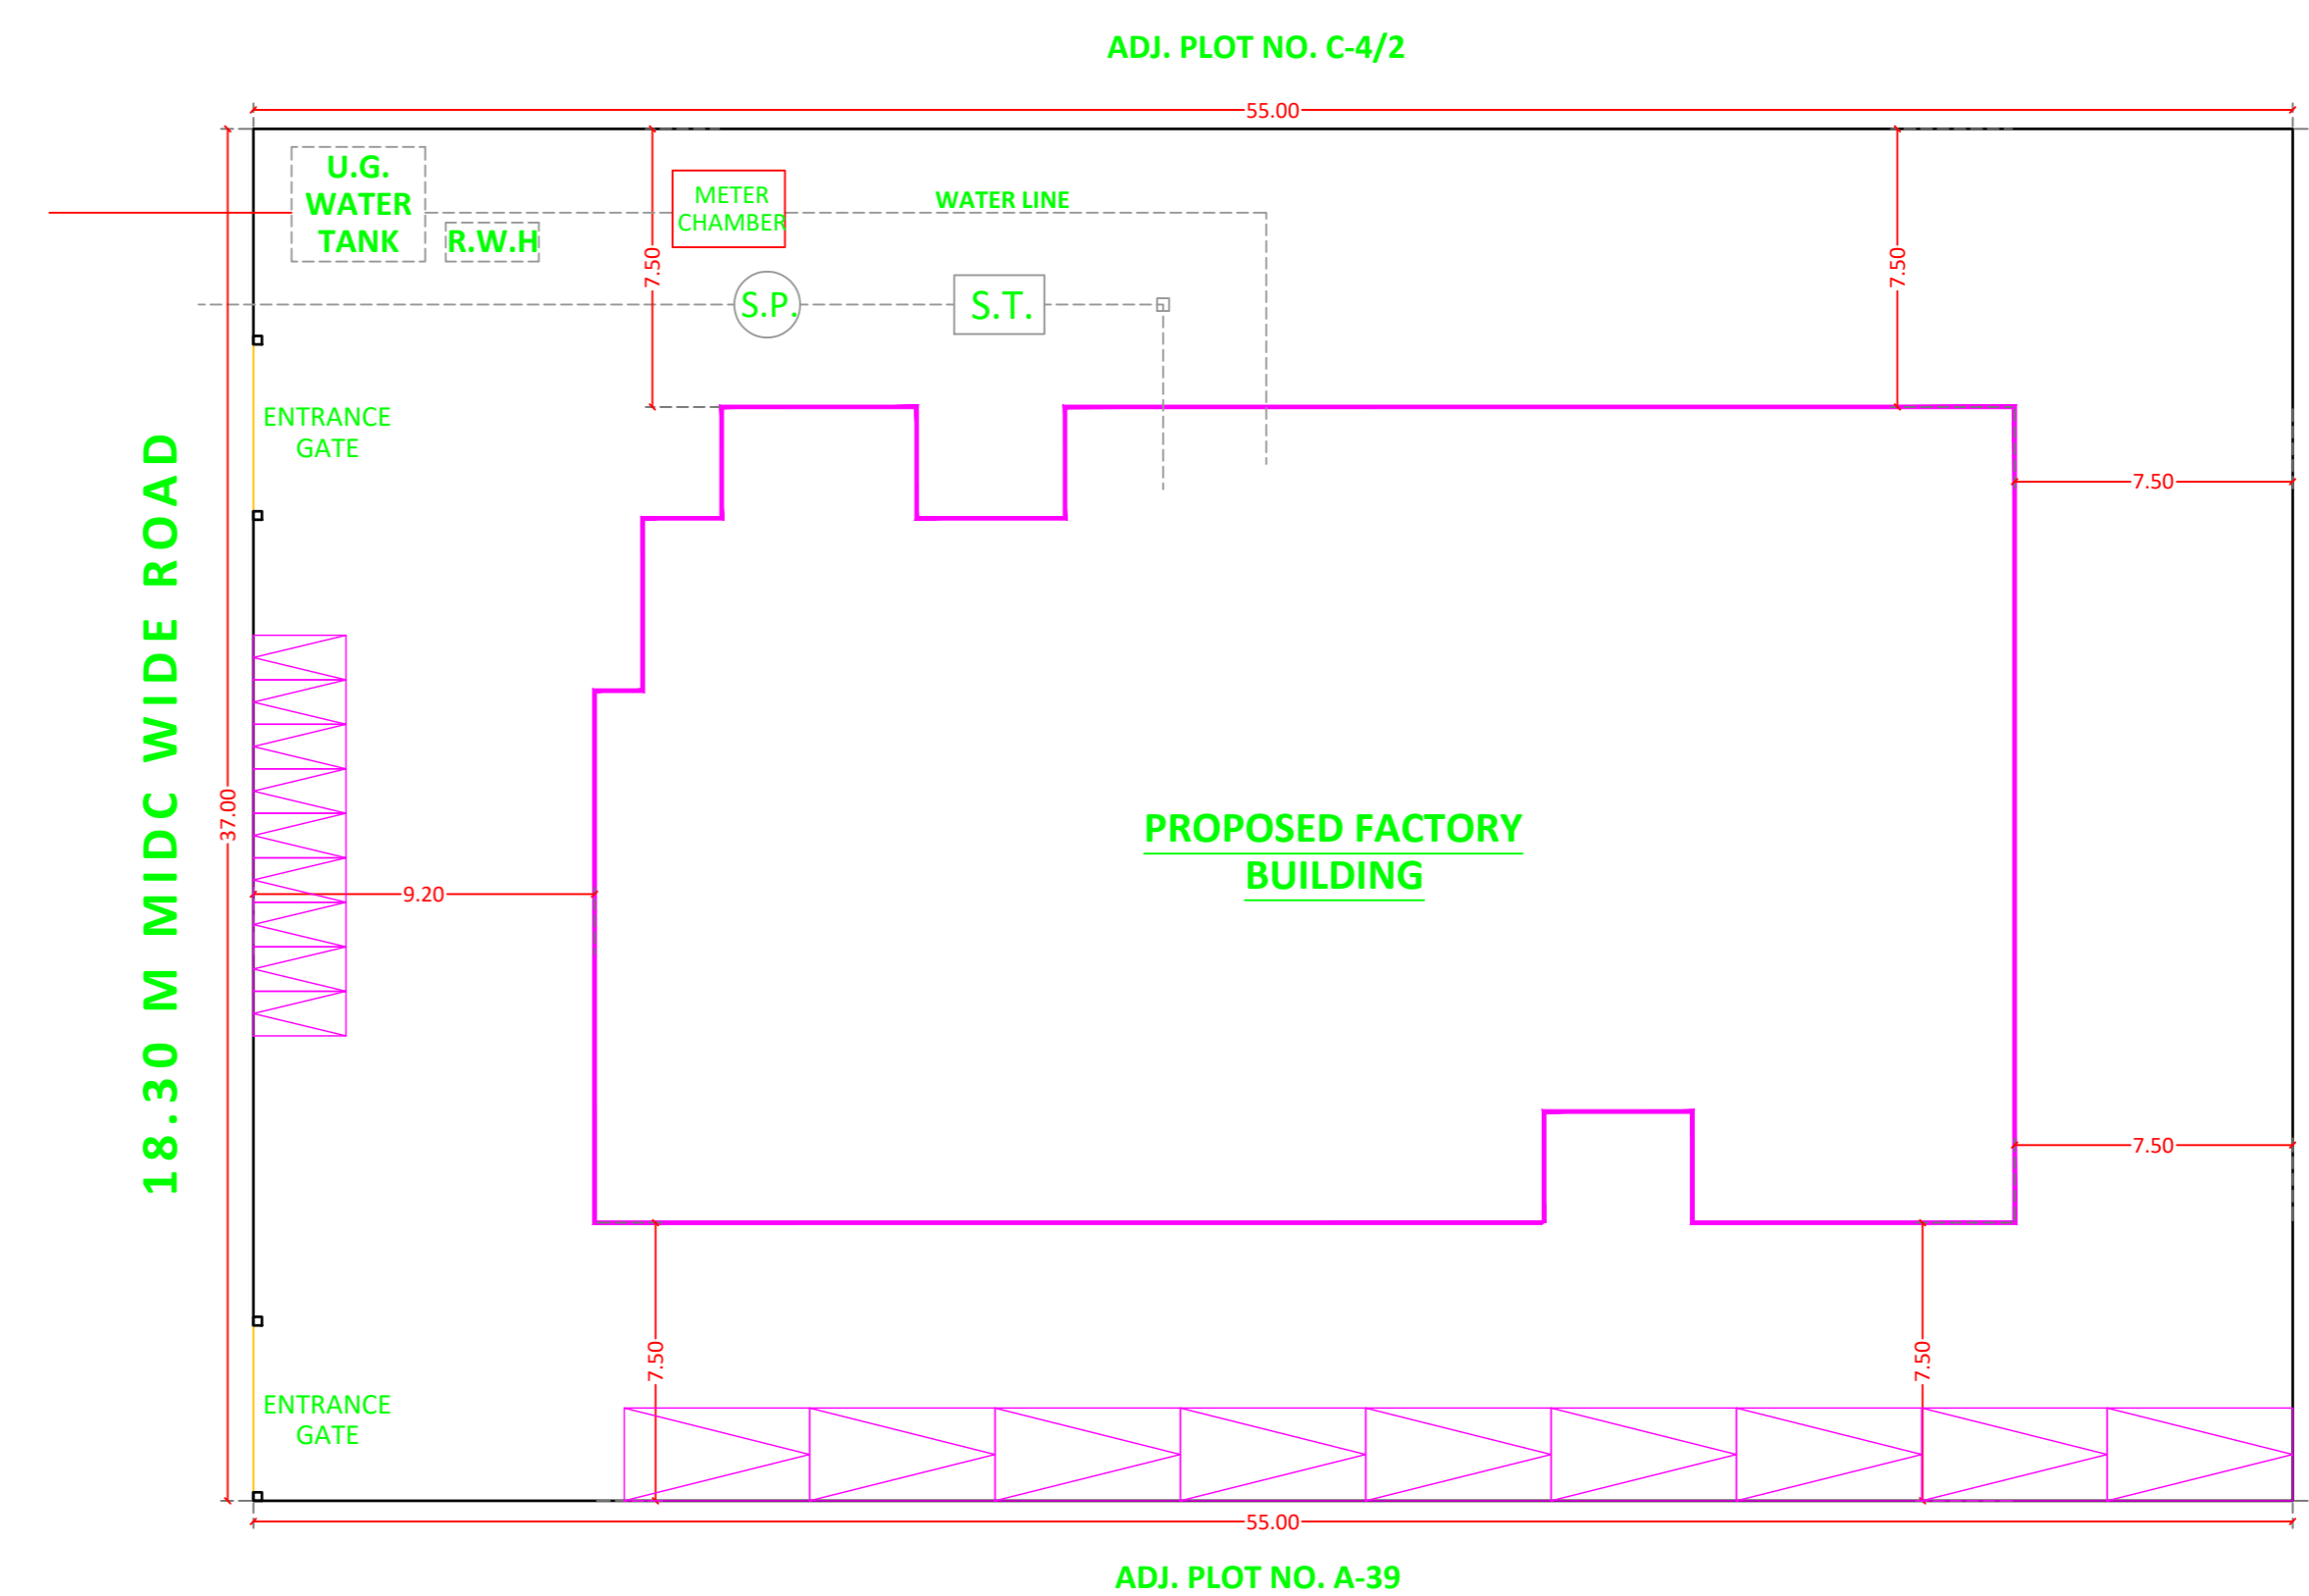 ADJ. PLOT NO. C-4/2
55.00
U.G.
WATER
TANK
R.W.H
METER
CHAMBER
WATER LINE
7.50
7.50
S.P.
S.T.
ENTRANCE
GATE
7.50
18.30 M MIDC WIDE ROAD
37.00
9.20
PROPOSED FACTORY
BUILDING
7.50
7.50
7.50
ENTRANCE
GATE
55.00
ADJ. PLOT NO. A-39